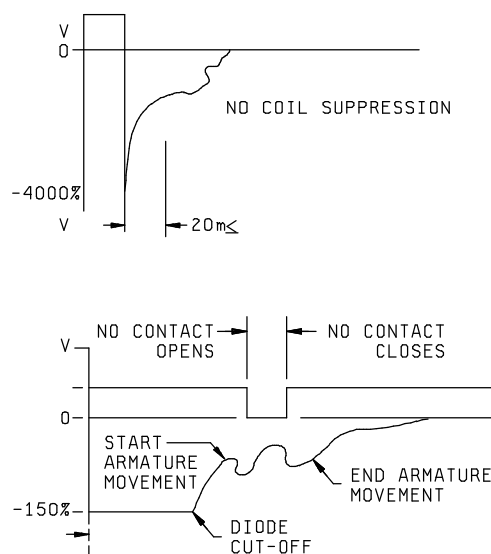 V
0
NO COIL SUPPRESSION
-4000%
V
20m≤
NO CONTACT
OPENS
NO CONTACT
CLOSES
V
0
START
ARMATURE
MOVEMENT
END ARMATURE
MOVEMENT
-150%
DIODE
CUT-OFF